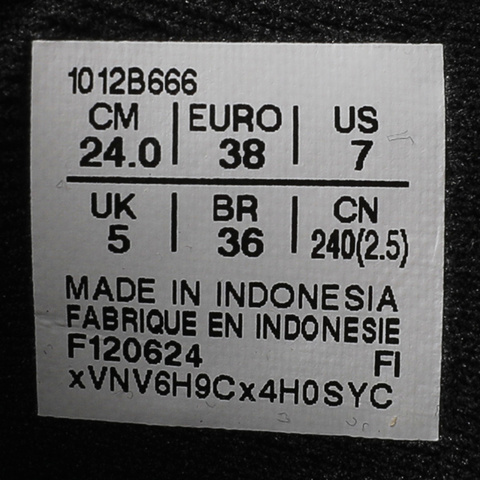 1012B666
CM | EURO | US
24.0 | 38 | 7
UK | BR | CN
5 | 36 | 240(2.5)
MADE IN INDONESIA
FABRIQUE EN INDONESIE
F120624 FI
xVNV6H9Cx4H0SYC